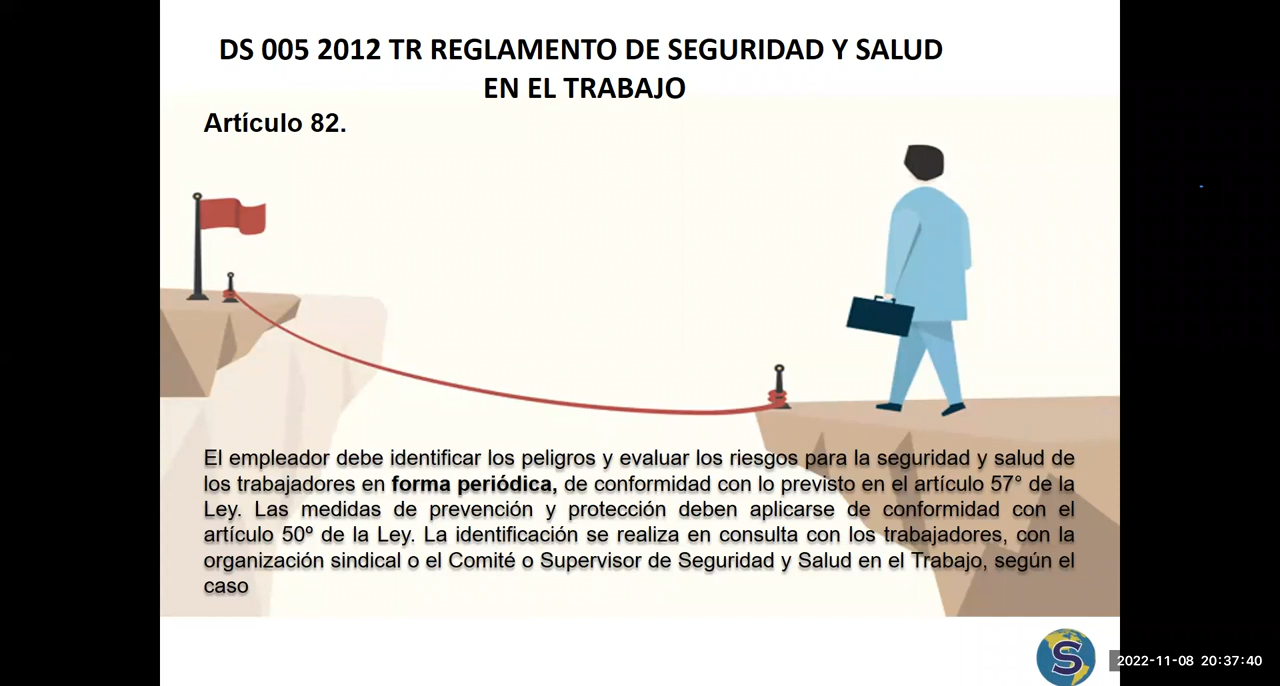 DS 005 2012 TR REGLAMENTO DE SEGURIDAD Y SALUD
EN EL TRABAJO
Artículo 82.
El empleador debe identificar los peligros y evaluar los riesgos para la seguridad y salud de
los trabajadores en forma periódica, de conformidad con lo previsto en el artículo 57° de la
Ley. Las medidas de prevención y protección deben aplicarse de conformidad con el
artículo 50º de la Ley. La identificación se realiza en consulta con los trabajadores, con la
organización sindical o el Comité o Supervisor de Seguridad y Salud en el Trabajo, según el
caso
S
2022-11-08 20:37:40